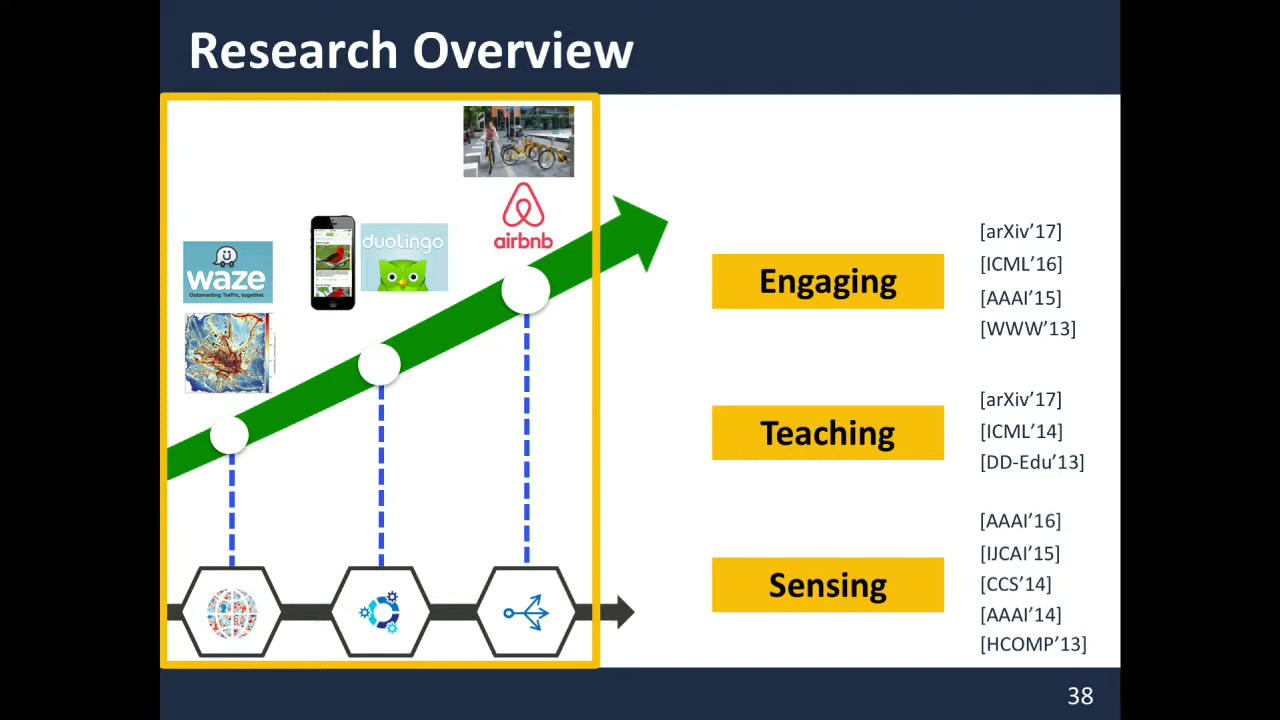 Research Overview
waze
Outsmarting Traffic, together.
duolingo
airbnb
Engaging
[arXiv’17]
[ICML’16]
[AAAI’15]
[WWW’13]
Teaching
[arXiv’17]
[ICML’14]
[DD-Edu’13]
Sensing
[AAAI’16]
[IJCAI’15]
[CCS’14]
[AAAI’14]
[HCOMP’13]
38